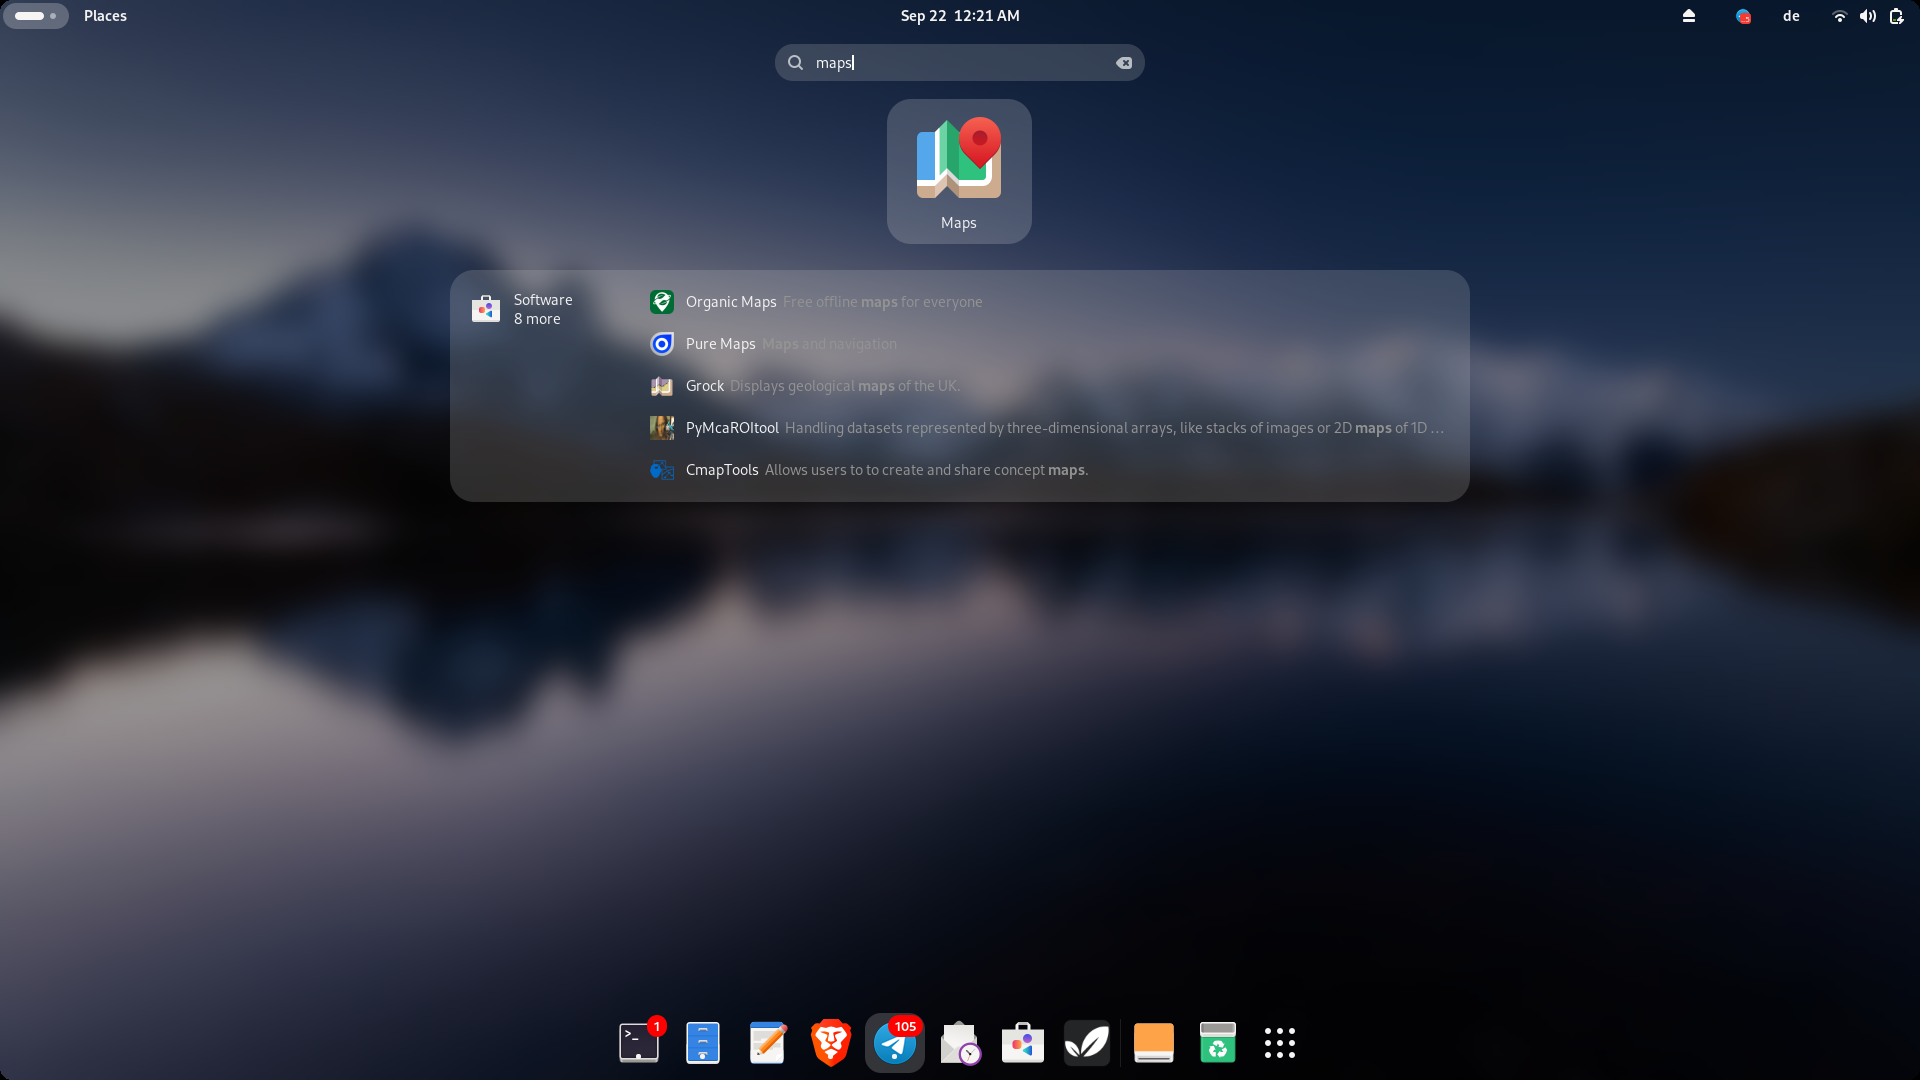 Places
Sep 22 12:21 AM
de
maps
Maps
Software
8 more
Organic Maps Free offline maps for everyone
Pure Maps Maps and navigation
Grock Displays geological maps of the UK.
PyMcaROItool Handling datasets represented by three-dimensional arrays, like stacks of images or 2D maps of 1D …
CmapTools Allows users to to create and share concept maps.
>_
1
105